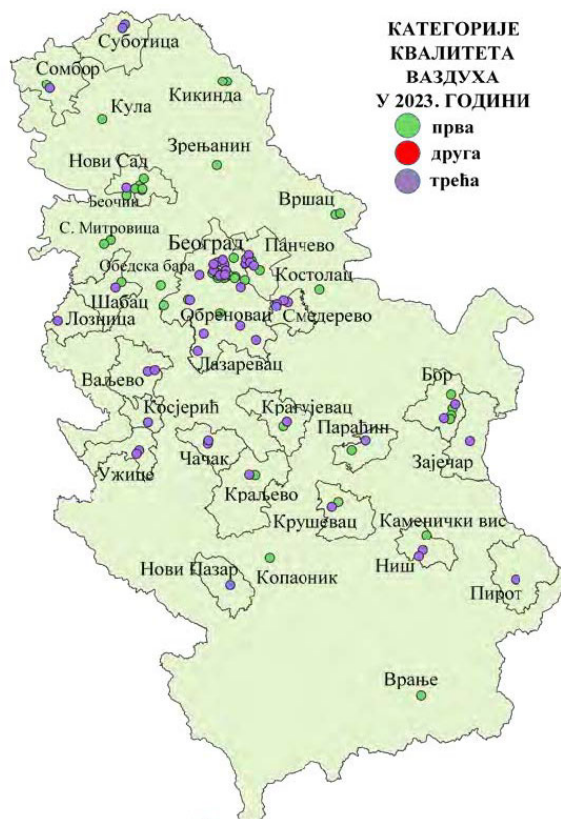 КАТЕГОРИЈЕ
КВАЛИТЕТА
ВАЗДУХА
У 2023. ГОДИНИ
прва
друга
трећа
Суботица
Сомбор
Кикинда
Кула
Зрењанин
Нови Сад
Беочин
Вршац
С. Митровица
Београд
Панчево
Обедска бара
Костолац
Шабац
Обреновац
Смедерево
Лозница
Лазаревац
Ваљево
Бор
Косјерић
Крагујевац
Параћин
Чачак
Зајечар
Ужице
Краљево
Крушевац
Каменички вис
Нови Пазар
Копаоник
Ниш
Пирот
Врање